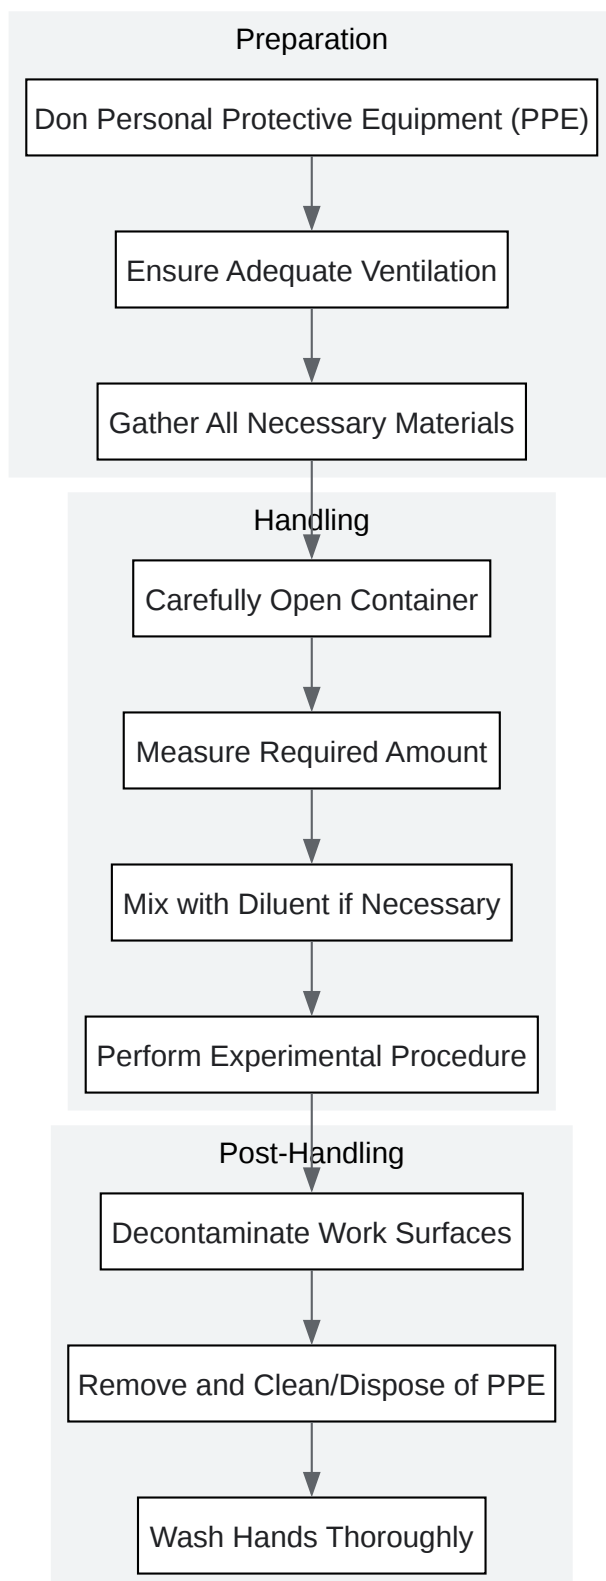 Preparation
Don Personal Protective Equipment (PPE)
Ensure Adequate Ventilation
Gather All Necessary Materials
Handling
Carefully Open Container
Measure Required Amount
Mix with Diluent if Necessary
Perform Experimental Procedure
Post-Handling
Decontaminate Work Surfaces
Remove and Clean/Dispose of PPE
Wash Hands Thoroughly